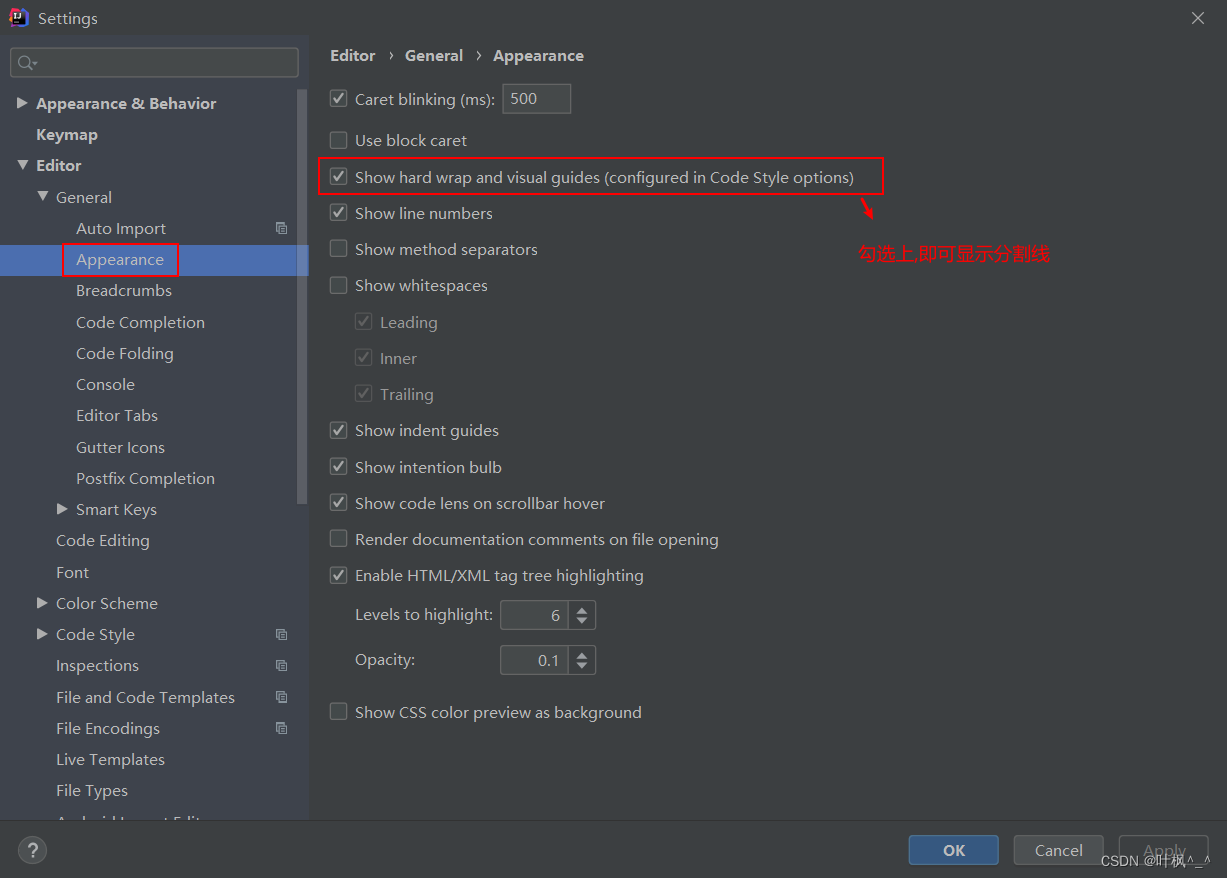 Settings
Appearance & Behavior
Keymap
Editor
General
Auto Import
Appearance
Breadcrumbs
Code Completion
Code Folding
Console
Editor Tabs
Gutter Icons
Postfix Completion
Smart Keys
Code Editing
Font
Color Scheme
Code Style
Inspections
File and Code Templates
File Encodings
Live Templates
File Types
Editor › General › Appearance
Caret blinking (ms): 500
Use block caret
Show hard wrap and visual guides (configured in Code Style options)
Show line numbers
勾选上,即可显示分割线
Show method separators
Show whitespaces
Leading
Inner
Trailing
Show indent guides
Show intention bulb
Show code lens on scrollbar hover
Render documentation comments on file opening
Enable HTML/XML tag tree highlighting
Levels to highlight: 6
Opacity: 0.1
Show CSS color preview as background
?
OK
Cancel
Apply
CSDN @叶枫^_^